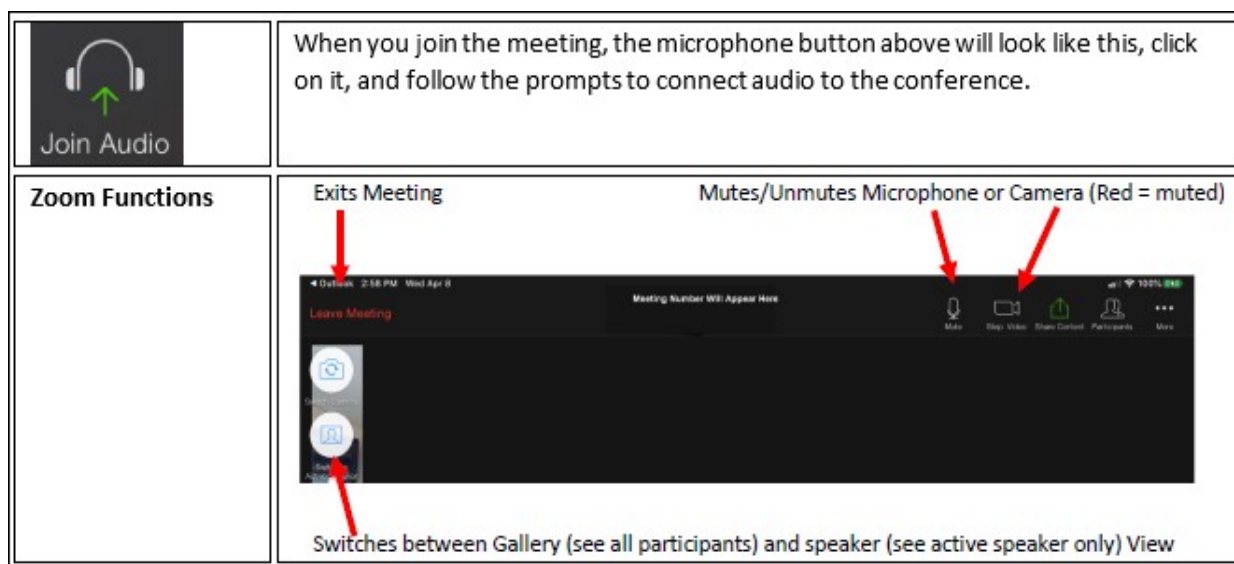 When you join the meeting, the microphone button above will look like this, click
on it, and follow the prompts to connect audio to the conference.
Join Audio
Zoom Functions
Exits Meeting
Mutes/Unmutes Microphone or Camera (Red = muted)
Outlook 2:58 PM Wed Apr 8
100%
Meeting Number Will Appear Here
Leave Meeting
Mute
Stop Video
Share Content
Participants
More
Switch Camera
Switches between Gallery (see all participants) and speaker (see active speaker only) View